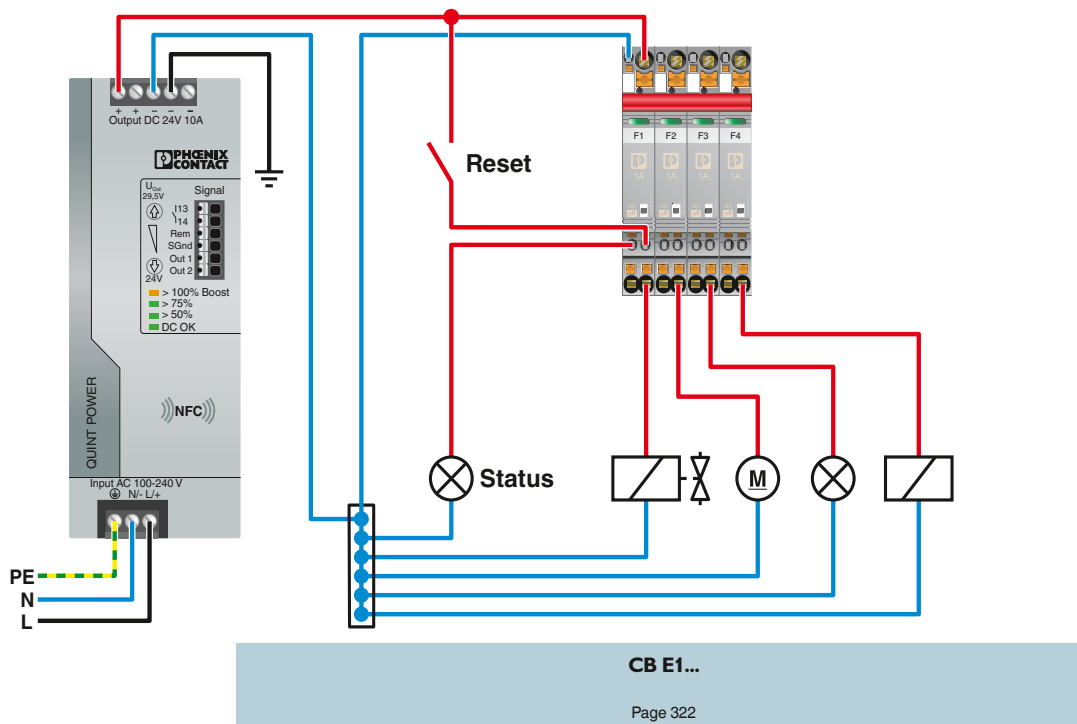 + + − − −
Output DC 24V 10A
PHŒNIX
CONTACT
UOut
29,5V
Signal
I13
14
Rem
SGnd
Out 1
Out 2
24V
> 100% Boost
> 75%
> 50%
DC OK
QUINT POWER
NFC
Input AC 100-240 V
N/- L/+
PE
N
L
Reset
Status
F1 F2 F3 F4
1A 1A 1A 1A
M
CB E1...
Page 322